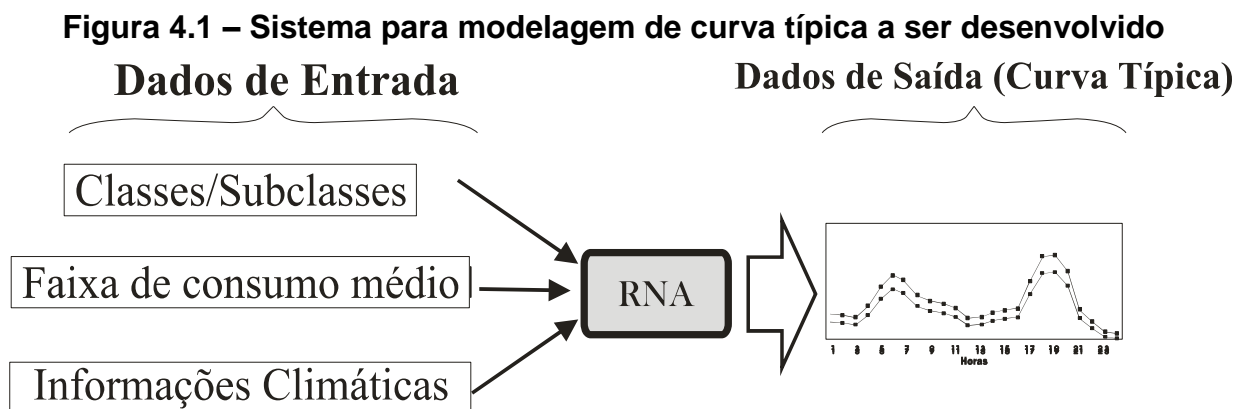 Figura 4.1 – Sistema para modelagem de curva típica a ser desenvolvido
Dados de Entrada
Dados de Saída (Curva Típica)
Classes/Subclasses
Faixa de consumo médio
RNA
Informações Climáticas
1 3 5 7 9 11 13 15 17 19 21 23
Horas